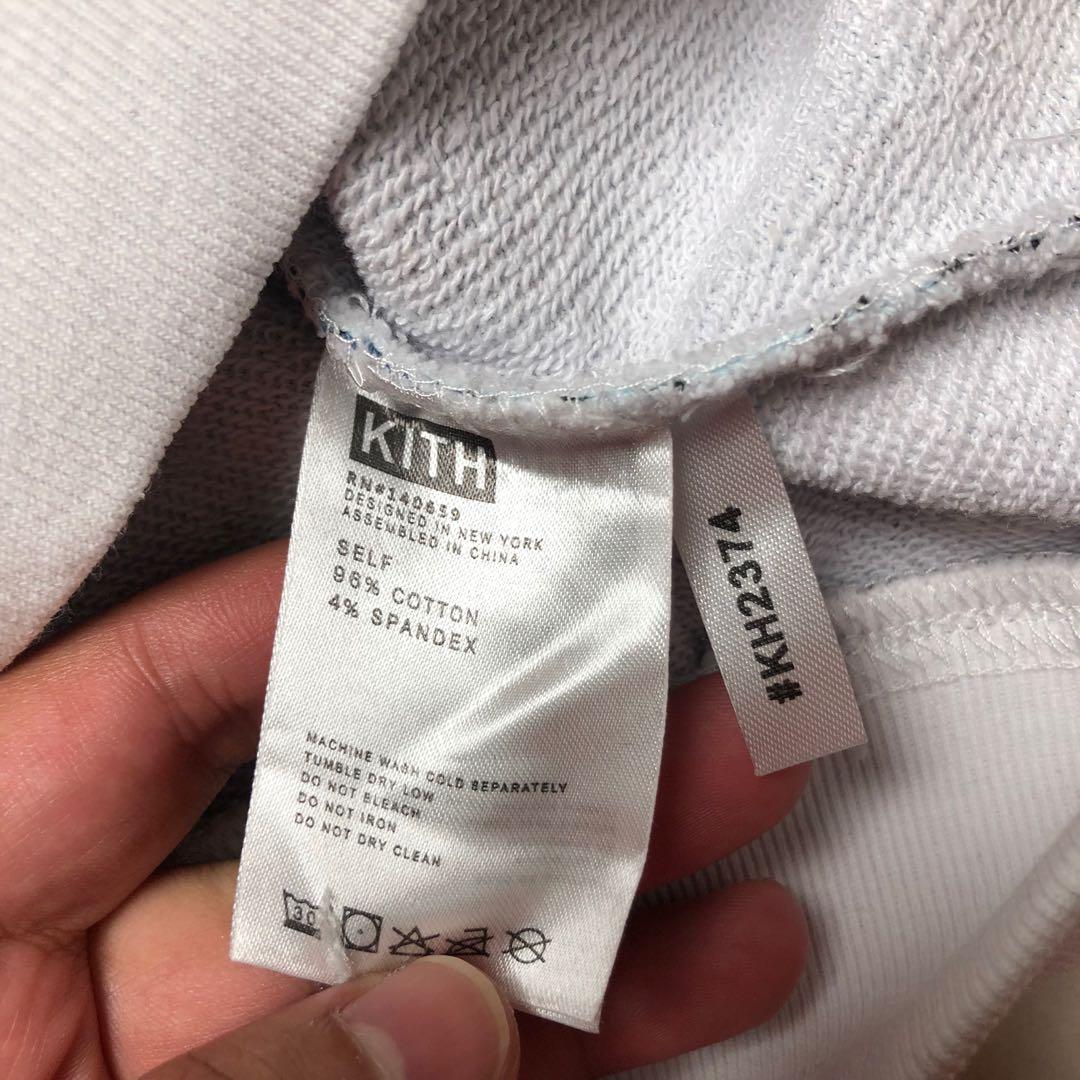 KITH
RN#140659
DESIGNED IN NEW YORK
ASSEMBLED IN CHINA
SELF
96% COTTON
4% SPANDEX
MACHINE WASH COLD SEPARATELY
TUMBLE DRY LOW
DO NOT BLEACH
DO NOT IRON
DO NOT DRY CLEAN
30
#KH2374